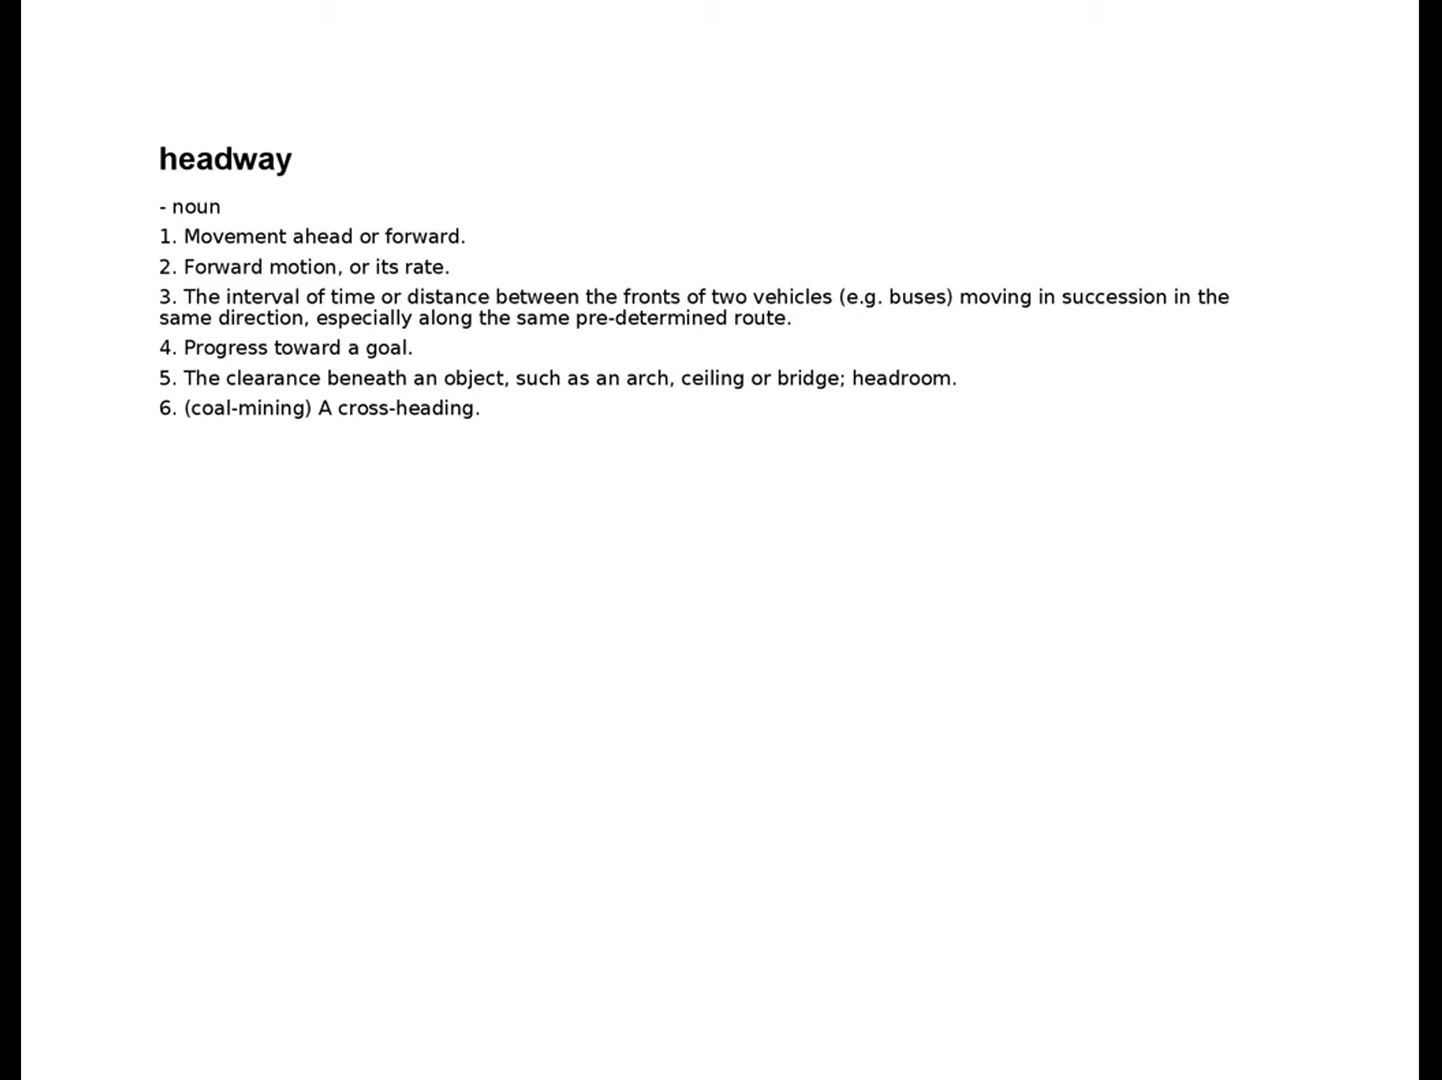 headway
- noun
1. Movement ahead or forward.
2. Forward motion, or its rate.
3. The interval of time or distance between the fronts of two vehicles (e.g. buses) moving in succession in the
same direction, especially along the same pre-determined route.
4. Progress toward a goal.
5. The clearance beneath an object, such as an arch, ceiling or bridge; headroom.
6. (coal-mining) A cross-heading.